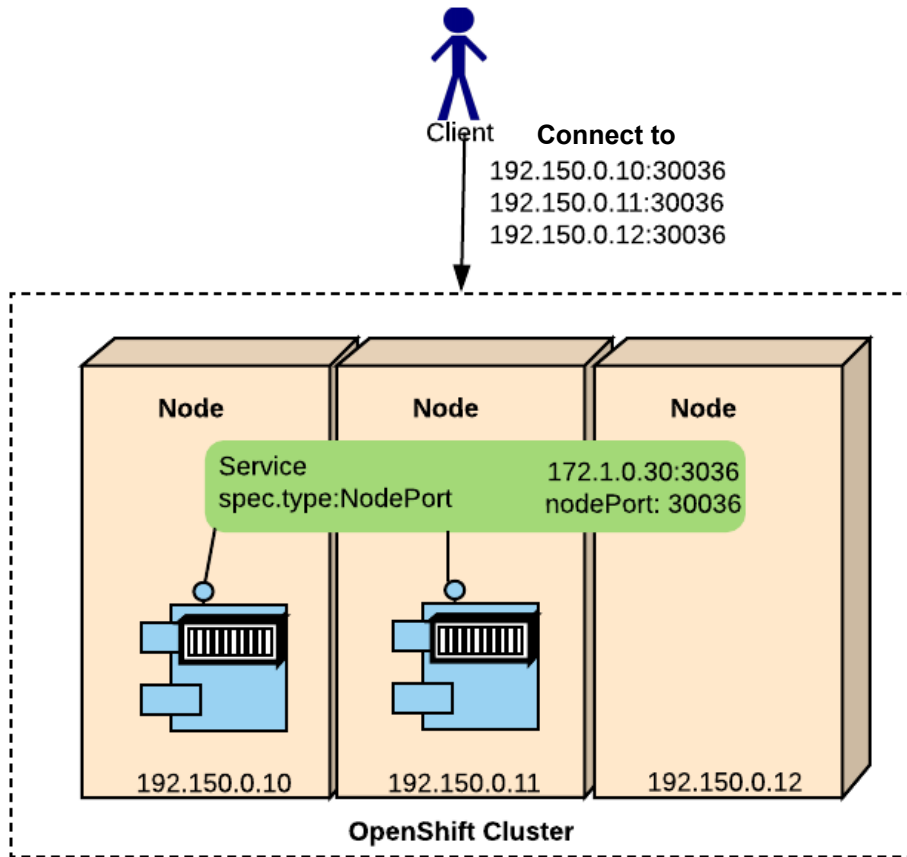 Client
Connect to
192.150.0.10:30036
192.150.0.11:30036
192.150.0.12:30036
Node
Node
Node
Service
spec.type:NodePort
172.1.0.30:3036
nodePort: 30036
192.150.0.10
192.150.0.11
192.150.0.12
OpenShift Cluster